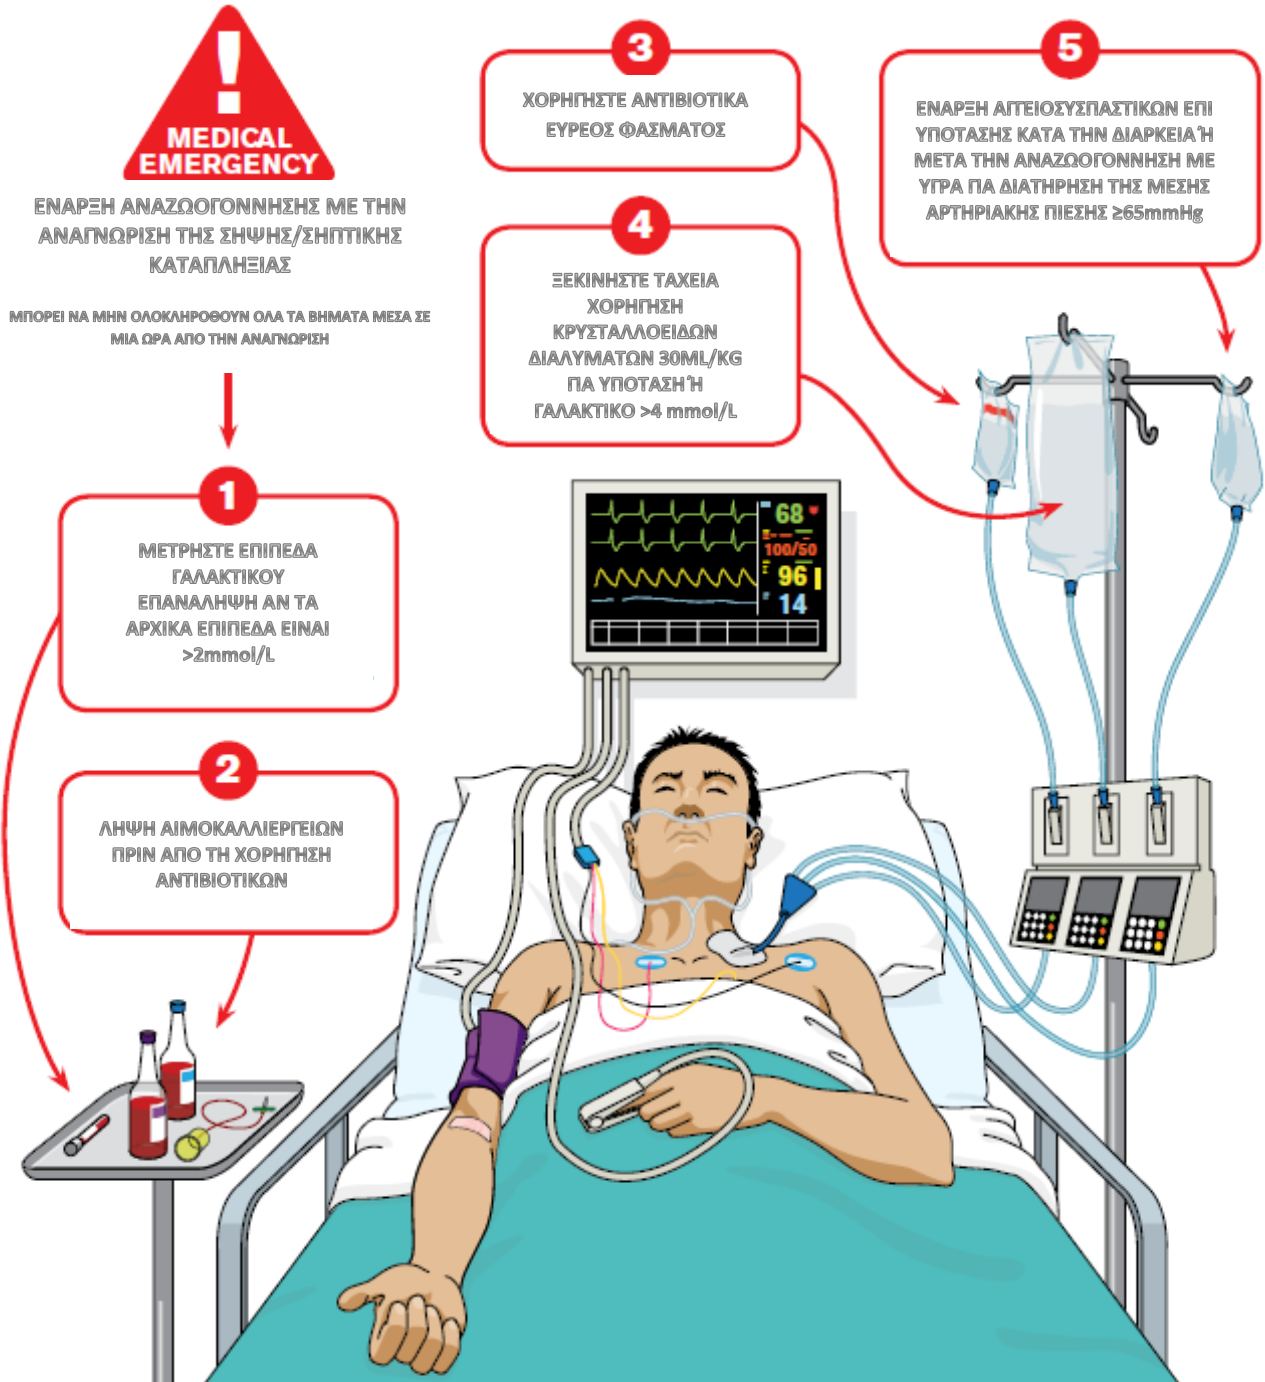 !
MEDICAL
EMERGENCY
ΕΝΑΡΞΗ ΑΝΑΖΩΟΓΟΝΝΗΣΗΣ ΜΕ ΤΗΝ
ΑΝΑΓΝΩΡΙΣΗ ΤΗΣ ΣΗΨΗΣ/ΣΗΠΤΙΚΗΣ
ΚΑΤΑΠΛΗΞΙΑΣ
ΜΠΟΡΕΙ ΝΑ ΜΗΝ ΟΛΟΚΛΗΡΟΘΟΥΝ ΟΛΑ ΤΑ ΒΗΜΑΤΑ ΜΕΣΑ ΣΕ
ΜΙΑ ΩΡΑ ΑΠΟ ΤΗΝ ΑΝΑΓΝΩΡΙΣΗ
1
ΜΕΤΡΗΣΤΕ ΕΠΙΠΕΔΑ
ΓΑΛΑΚΤΙΚΟΥ
ΕΠΑΝΑΛΗΨΗ ΑΝ ΤΑ
ΑΡΧΙΚΑ ΕΠΙΠΕΔΑ ΕΙΝΑΙ
>2mmol/L
2
ΛΗΨΗ ΑΙΜΟΚΑΛΛΙΕΡΓΕΙΩΝ
ΠΡΙΝ ΑΠΟ ΤΗ ΧΟΡΗΓΗΣΗ
ΑΝΤΙΒΙΟΤΙΚΩΝ
3
ΧΟΡΗΓΗΣΤΕ ΑΝΤΙΒΙΟΤΙΚΑ
ΕΥΡΕΟΣ ΦΑΣΜΑΤΟΣ
4
ΞΕΚΙΝΗΣΤΕ ΤΑΧΕΙΑ
ΧΟΡΗΓΗΣΗ
ΚΡΥΣΤΑΛΛΟΕΙΔΩΝ
ΔΙΑΛΥΜΑΤΩΝ 30ML/KG
ΓΙΑ ΥΠΟΤΑΣΗ Ή
ΓΑΛΑΚΤΙΚΟ >4 mmol/L
5
ΕΝΑΡΞΗ ΑΓΓΕΙΟΣΥΣΠΑΣΤΙΚΩΝ ΕΠΙ
ΥΠΟΤΑΣΗΣ ΚΑΤΑ ΤΗΝ ΔΙΑΡΚΕΙΑ Ή
ΜΕΤΑ ΤΗΝ ΑΝΑΖΩΟΓΟΝΝΗΣΗ ΜΕ
ΥΓΡΑ ΓΙΑ ΔΙΑΤΗΡΗΣΗ ΤΗΣ ΜΕΣΗΣ
ΑΡΤΗΡΙΑΚΗΣ ΠΙΕΣΗΣ ≥65mmHg
68
100/50
96
14